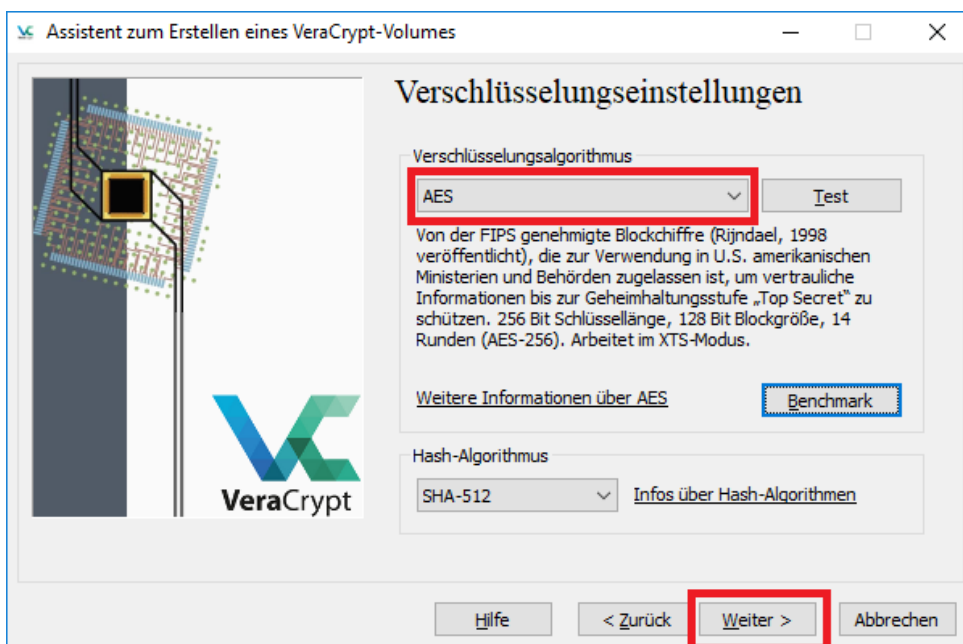 Assistent zum Erstellen eines VeraCrypt-Volumes
Verschlüsselungseinstellungen
Verschlüsselungsalgorithmus
AES
Test
Von der FIPS genehmigte Blockchiffre (Rijndael, 1998
veröffentlicht), die zur Verwendung in U.S. amerikanischen
Ministerien und Behörden zugelassen ist, um vertrauliche
Informationen bis zur Geheimhaltungsstufe „Top Secret“ zu
schützen. 256 Bit Schlüssellänge, 128 Bit Blockgröße, 14
Runden (AES-256). Arbeitet im XTS-Modus.
Weitere Informationen über AES
Benchmark
Hash-Algorithmus
SHA-512
Infos über Hash-Algorithmen
VeraCrypt
Hilfe
< Zurück
Weiter >
Abbrechen